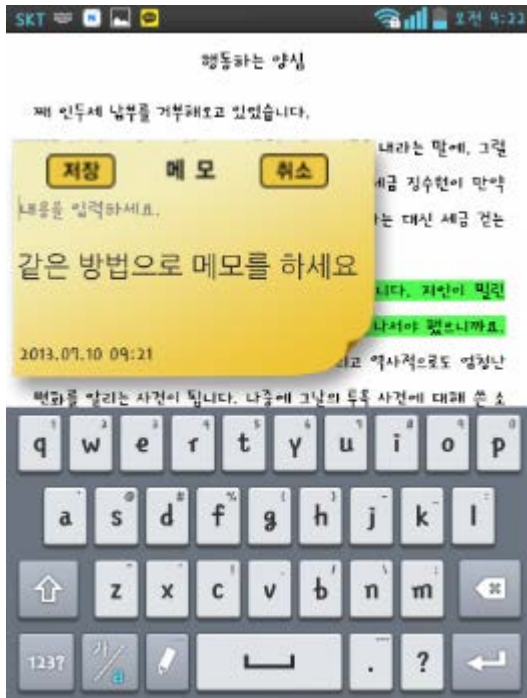 SKT 오전 9:22
행동하는 양심
째 인두세 납부를 거부해오고 있었습니다.
내라는 말에, 그럴
세금 징수원이 만약
는 대신 세금 걷는
저장 메모 취소
내용을 입력하세요.
같은 방법으로 메모를 하세요
니다. 지인이 밀린
나서야 했으니까요.
2013.07.10 09:21
고 역사적으로도 엄청난
변화를 알리는 사건이 됩니다. 나중에 그날의 투옥 사건에 대해 쓴 소
q w e r t y u i o p
a s d f g h j k l
z x c v b n m
123? 가/a . ?